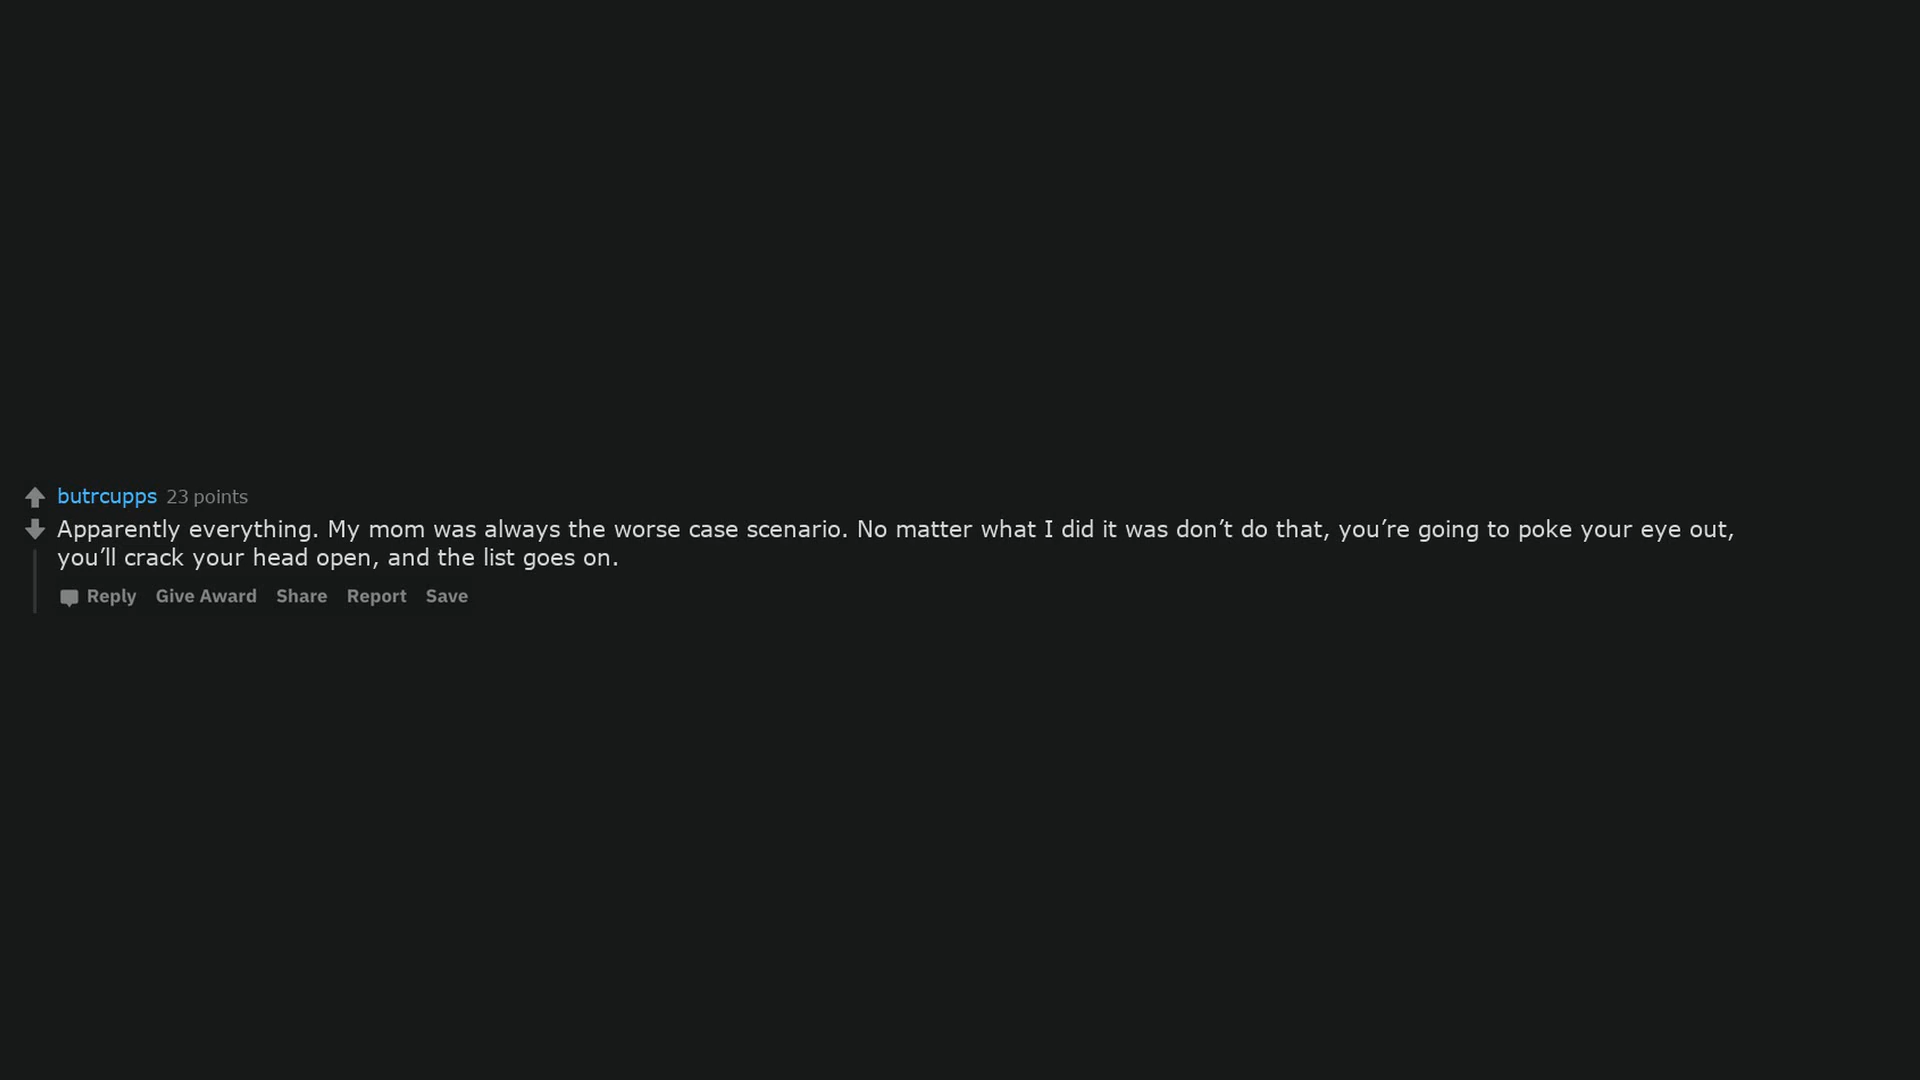 butrcupps 23 points
Apparently everything. My mom was always the worse case scenario. No matter what I did it was don’t do that, you’re going to poke your eye out,
you’ll crack your head open, and the list goes on.
Reply Give Award Share Report Save